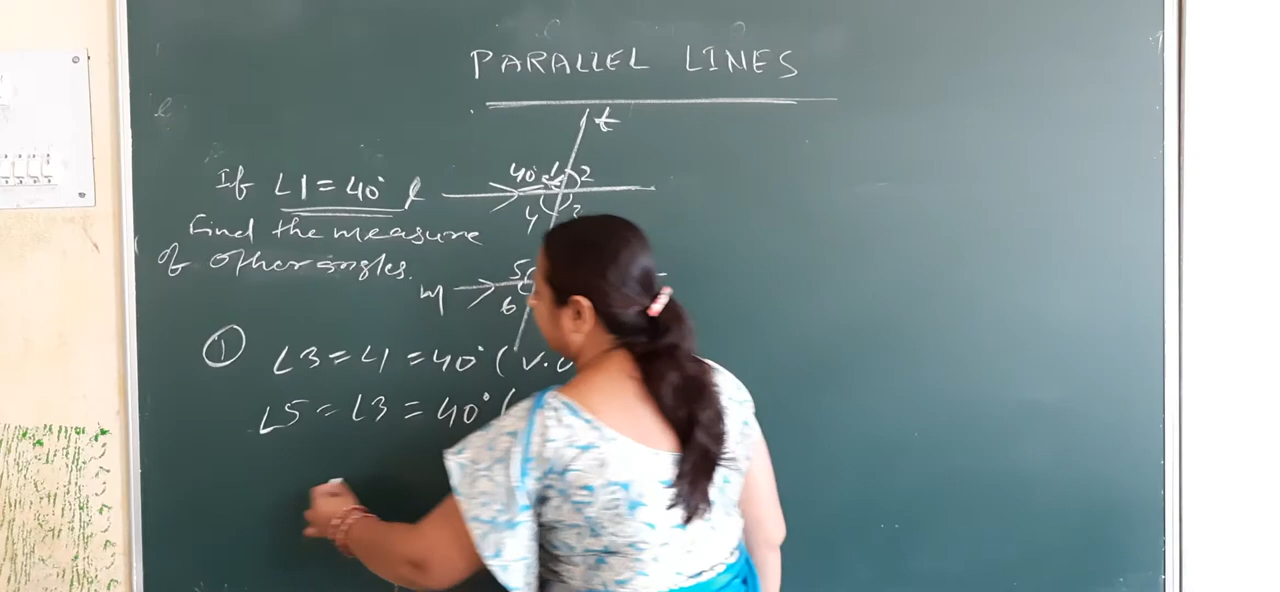 PARALLEL LINES
t
If ∠1=40° l
40° 1 2
Find the measure
4 3
of other angles.
m 5
6
① ∠3=∠1=40° (V.O
∠5=∠3=40° (